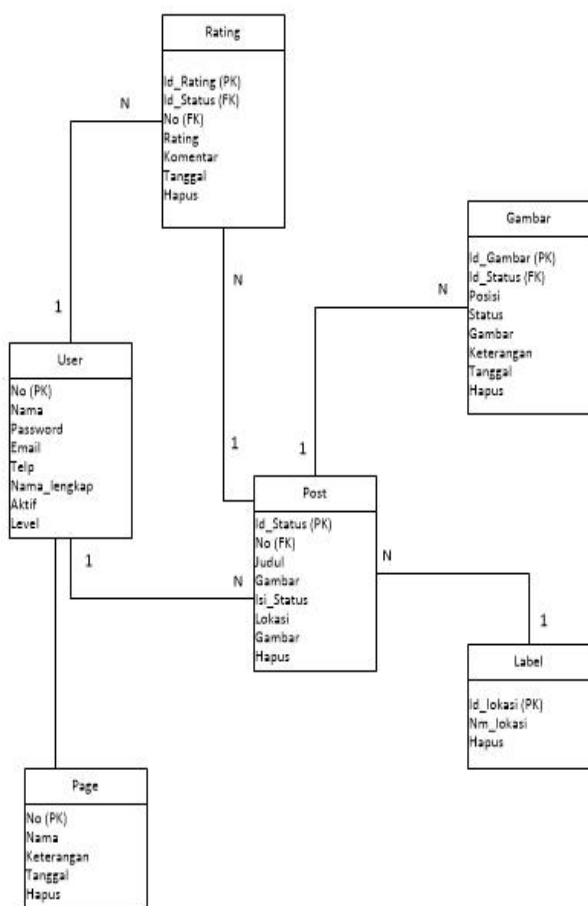 Rating
Id_Rating (PK)
Id_Status (FK)
No (FK)
Rating
Komentar
Tanggal
Hapus
N
N
1
1
User
No (PK)
Nama
Password
Email
Telp
Nama_lengkap
Aktif
Level
Gambar
Id_Gambar (PK)
Id_Status (FK)
Posisi
Status
Gambar
Keterangan
Tanggal
Hapus
N
1
Post
Id_Status (PK)
No (FK)
Judul
Gambar
Isi_Status
Lokasi
Gambar
Hapus
1
N
N
1
Label
Id_lokasi (PK)
Nm_lokasi
Hapus
Page
No (PK)
Nama
Keterangan
Tanggal
Hapus